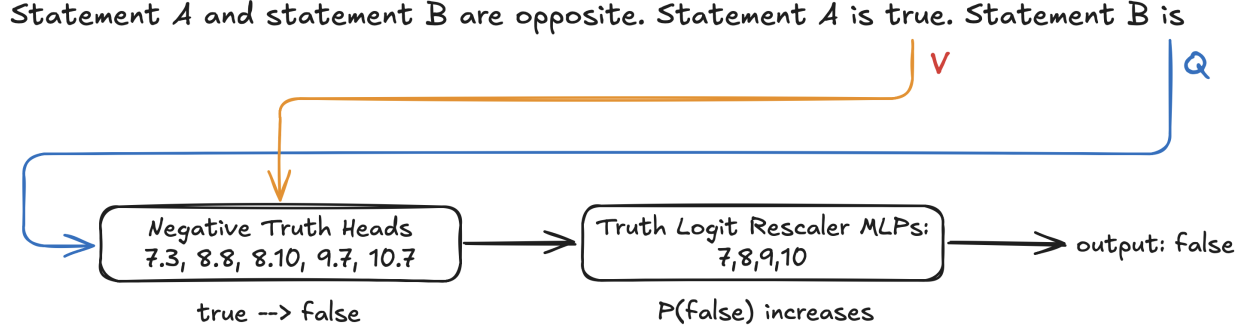 Statement A and statement B are opposite. Statement A is true. Statement B is
V
Q
Negative Truth Heads
7.3, 8.8, 8.10, 9.7, 10.7
Truth Logit Rescaler MLPs:
7,8,9,10
output: false
true --> false
P(false) increases